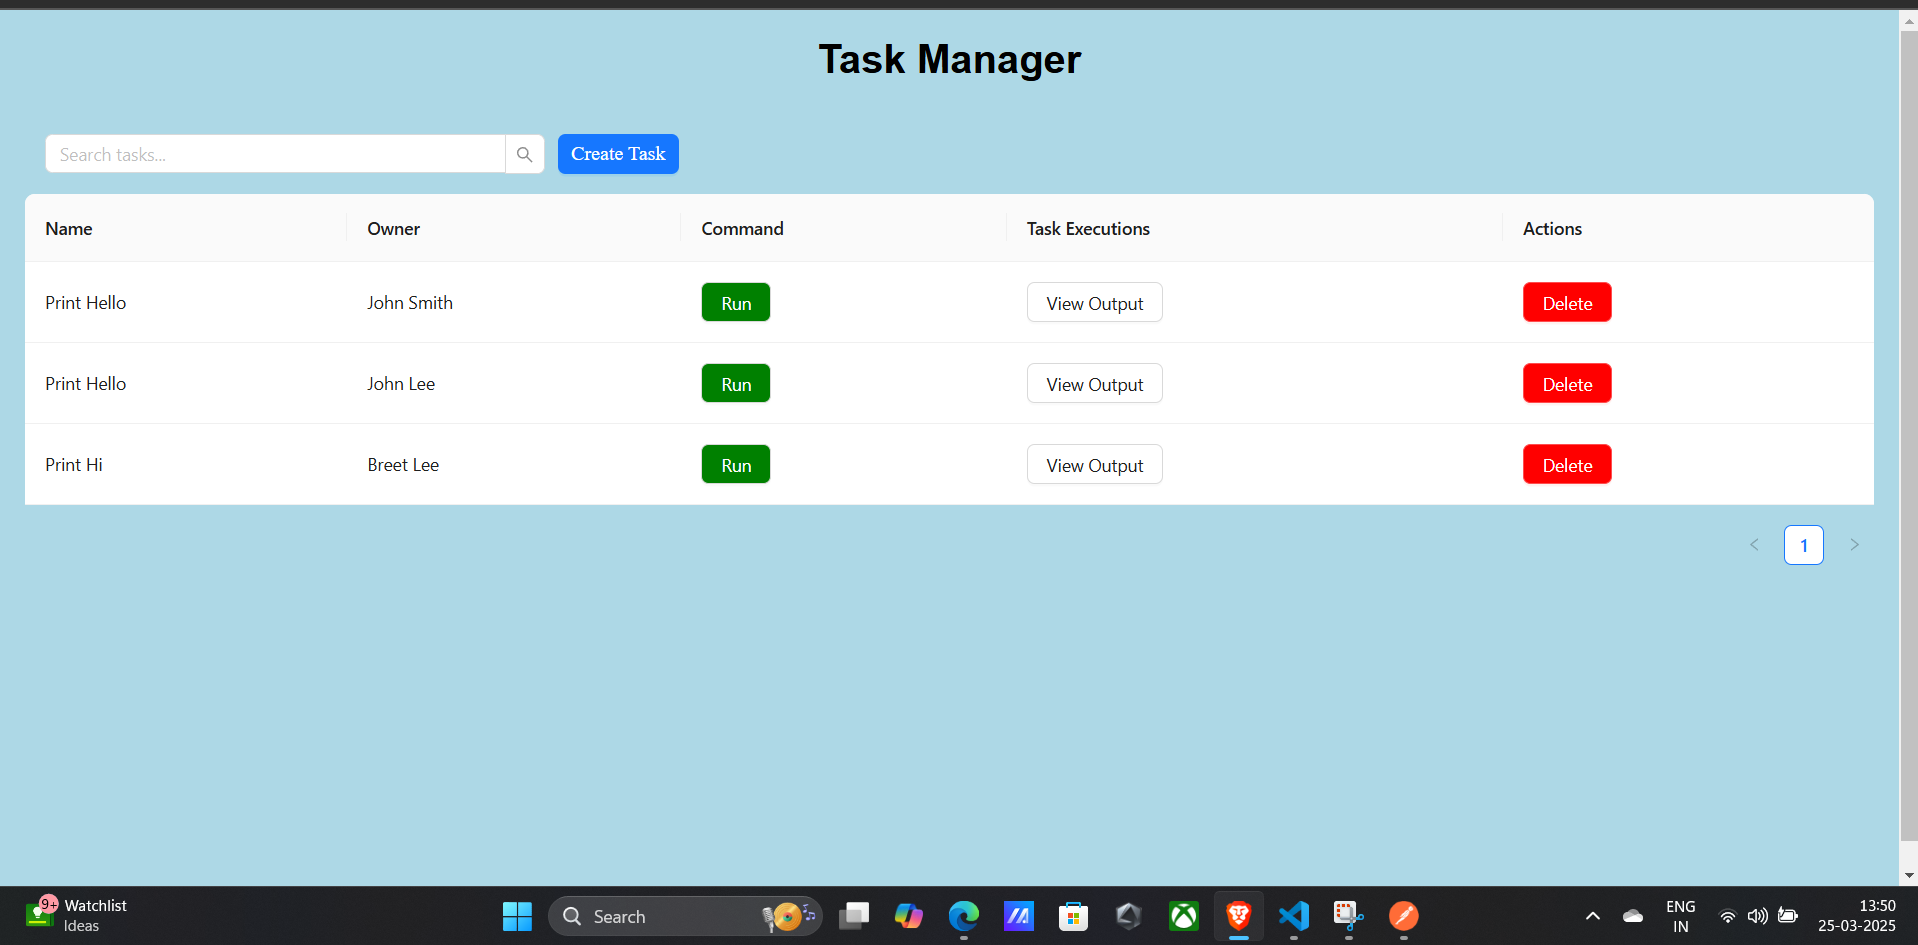 Task Manager
Search tasks...
Create Task
Name Owner Command Task Executions Actions
Print Hello John Smith Run View Output Delete
Print Hello John Lee Run View Output Delete
Print Hi Breet Lee Run View Output Delete
1
9+
Watchlist
Ideas
Search
ENG
IN
13:50
25-03-2025